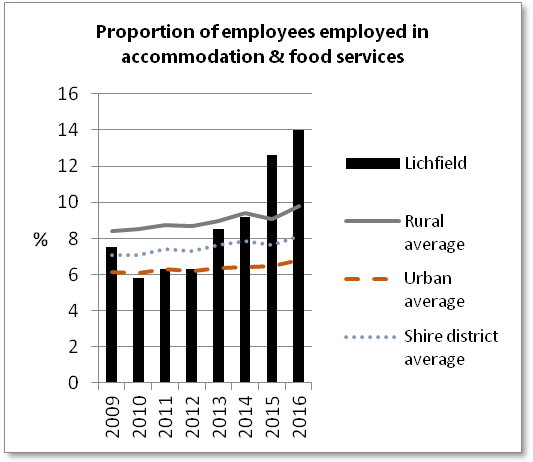 Proportion of employees employed in
accommodation & food services
16
14
12
10
8
6
4
2
0
%
2009
2010
2011
2012
2013
2014
2015
2016
Lichfield
Rural
average
Urban
average
Shire district
average